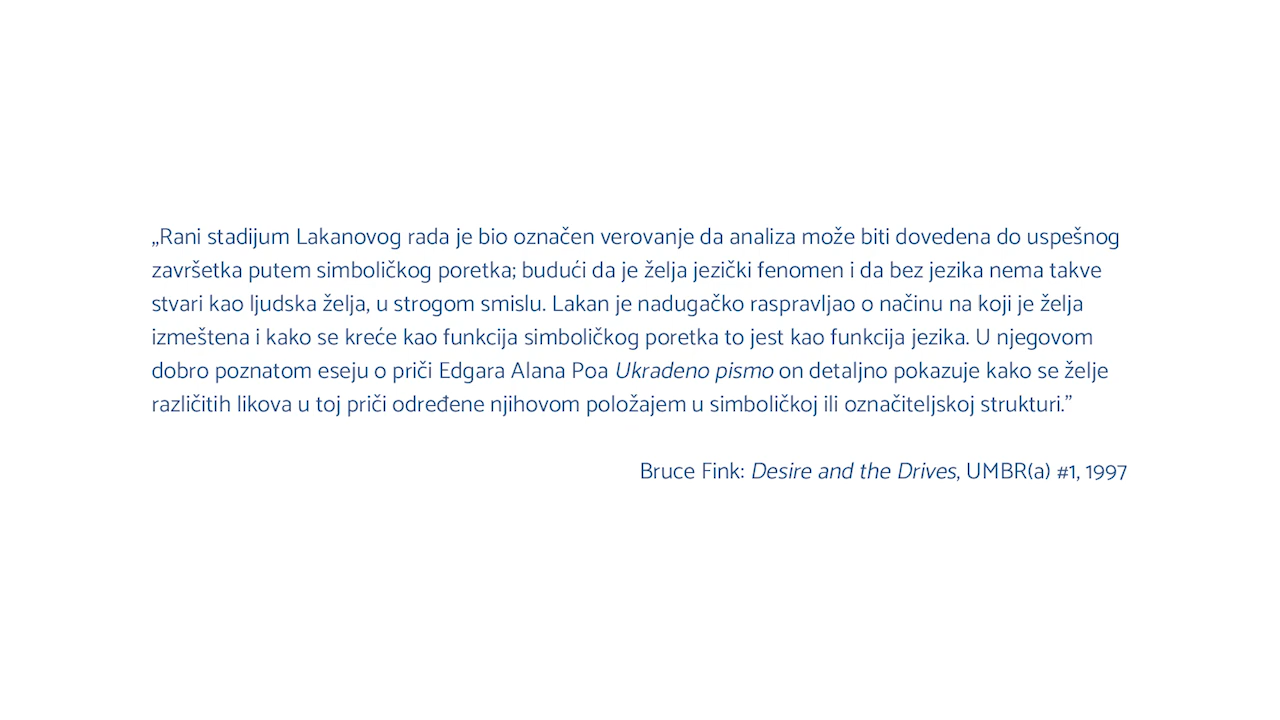 „Rani stadijum Lakanovog rada je bio označen verovanje da analiza može biti dovedena do uspešnog
završetka putem simboličkog poretka; budući da je želja jezički fenomen i da bez jezika nema takve
stvari kao ljudska želja, u strogom smislu. Lakan je nadugačko raspravljao o načinu na koji je želja
izmeštena i kako se kreće kao funkcija simboličkog poretka to jest kao funkcija jezika. U njegovom
dobro poznatom eseju o priči Edgara Alana Poa Ukradeno pismo on detaljno pokazuje kako se želje
različitih likova u toj priči određene njihovom položajem u simboličkoj ili označiteljskoj strukturi.”
Bruce Fink: Desire and the Drives, UMBR(a) #1, 1997